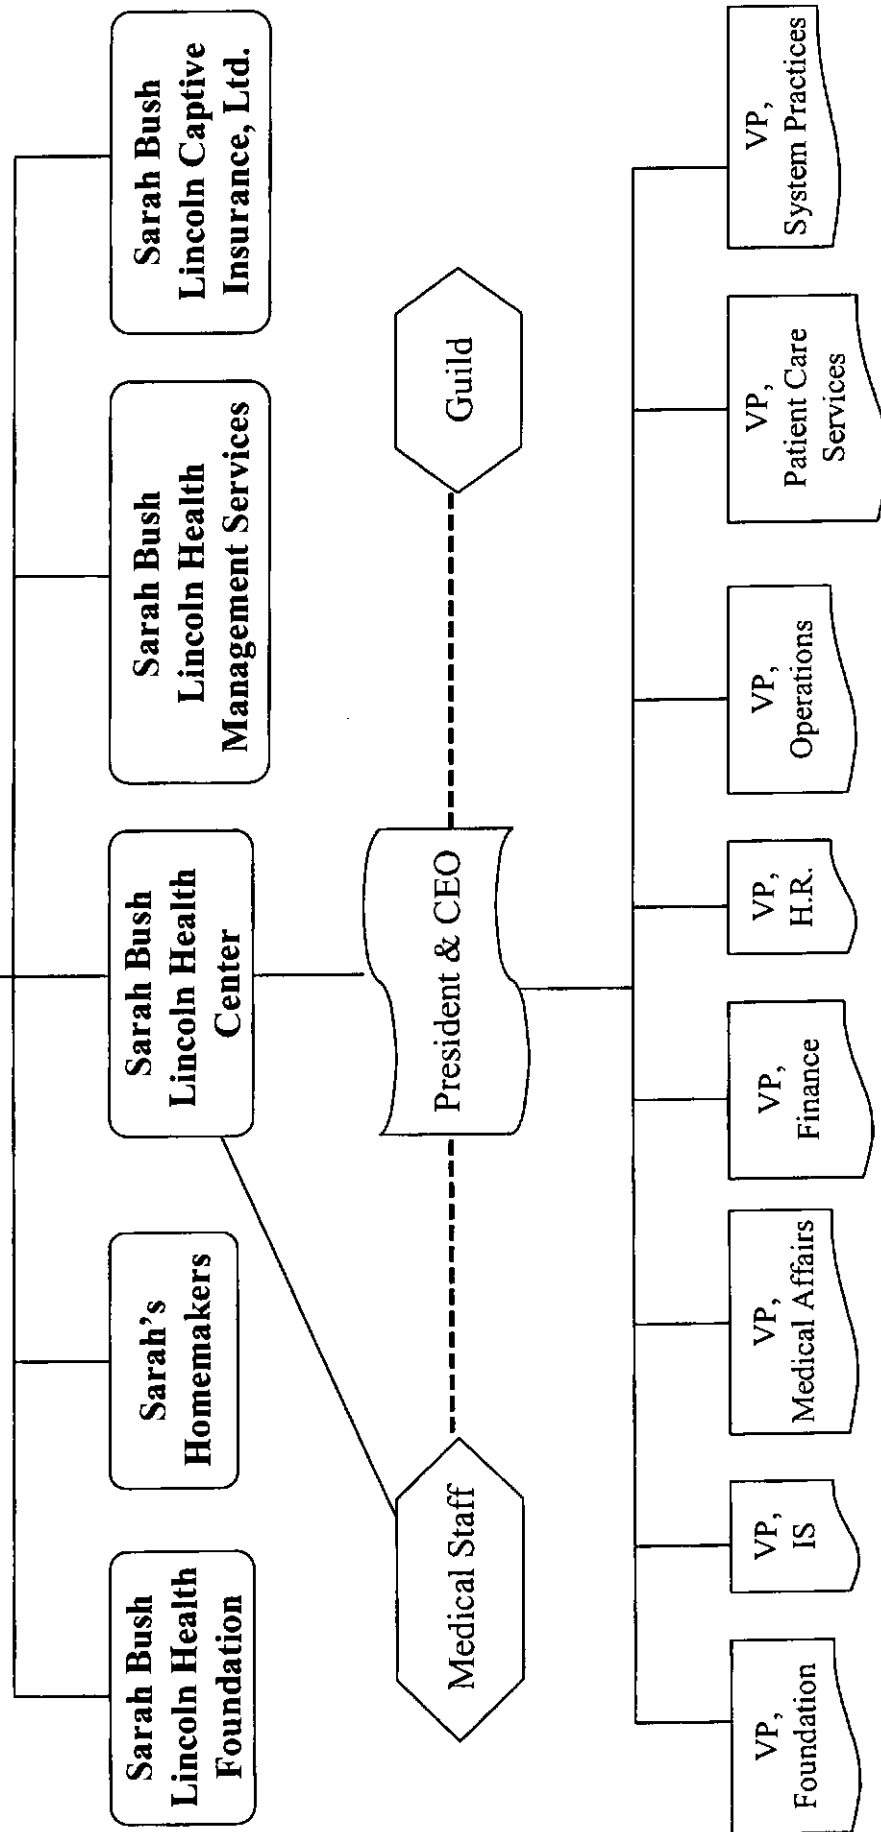 Sarah Bush
Lincoln Health
Foundation
Sarah's
Homemakers
Sarah Bush
Lincoln Health
Center
Sarah Bush
Lincoln Health
Management Services
Sarah Bush
Lincoln Captive
Insurance, Ltd.
Medical Staff
President & CEO
Guild
VP,
Foundation
VP,
IS
VP,
Medical Affairs
VP,
Finance
VP,
H.R.
VP,
Operations
VP,
Patient Care
Services
VP,
System Practices